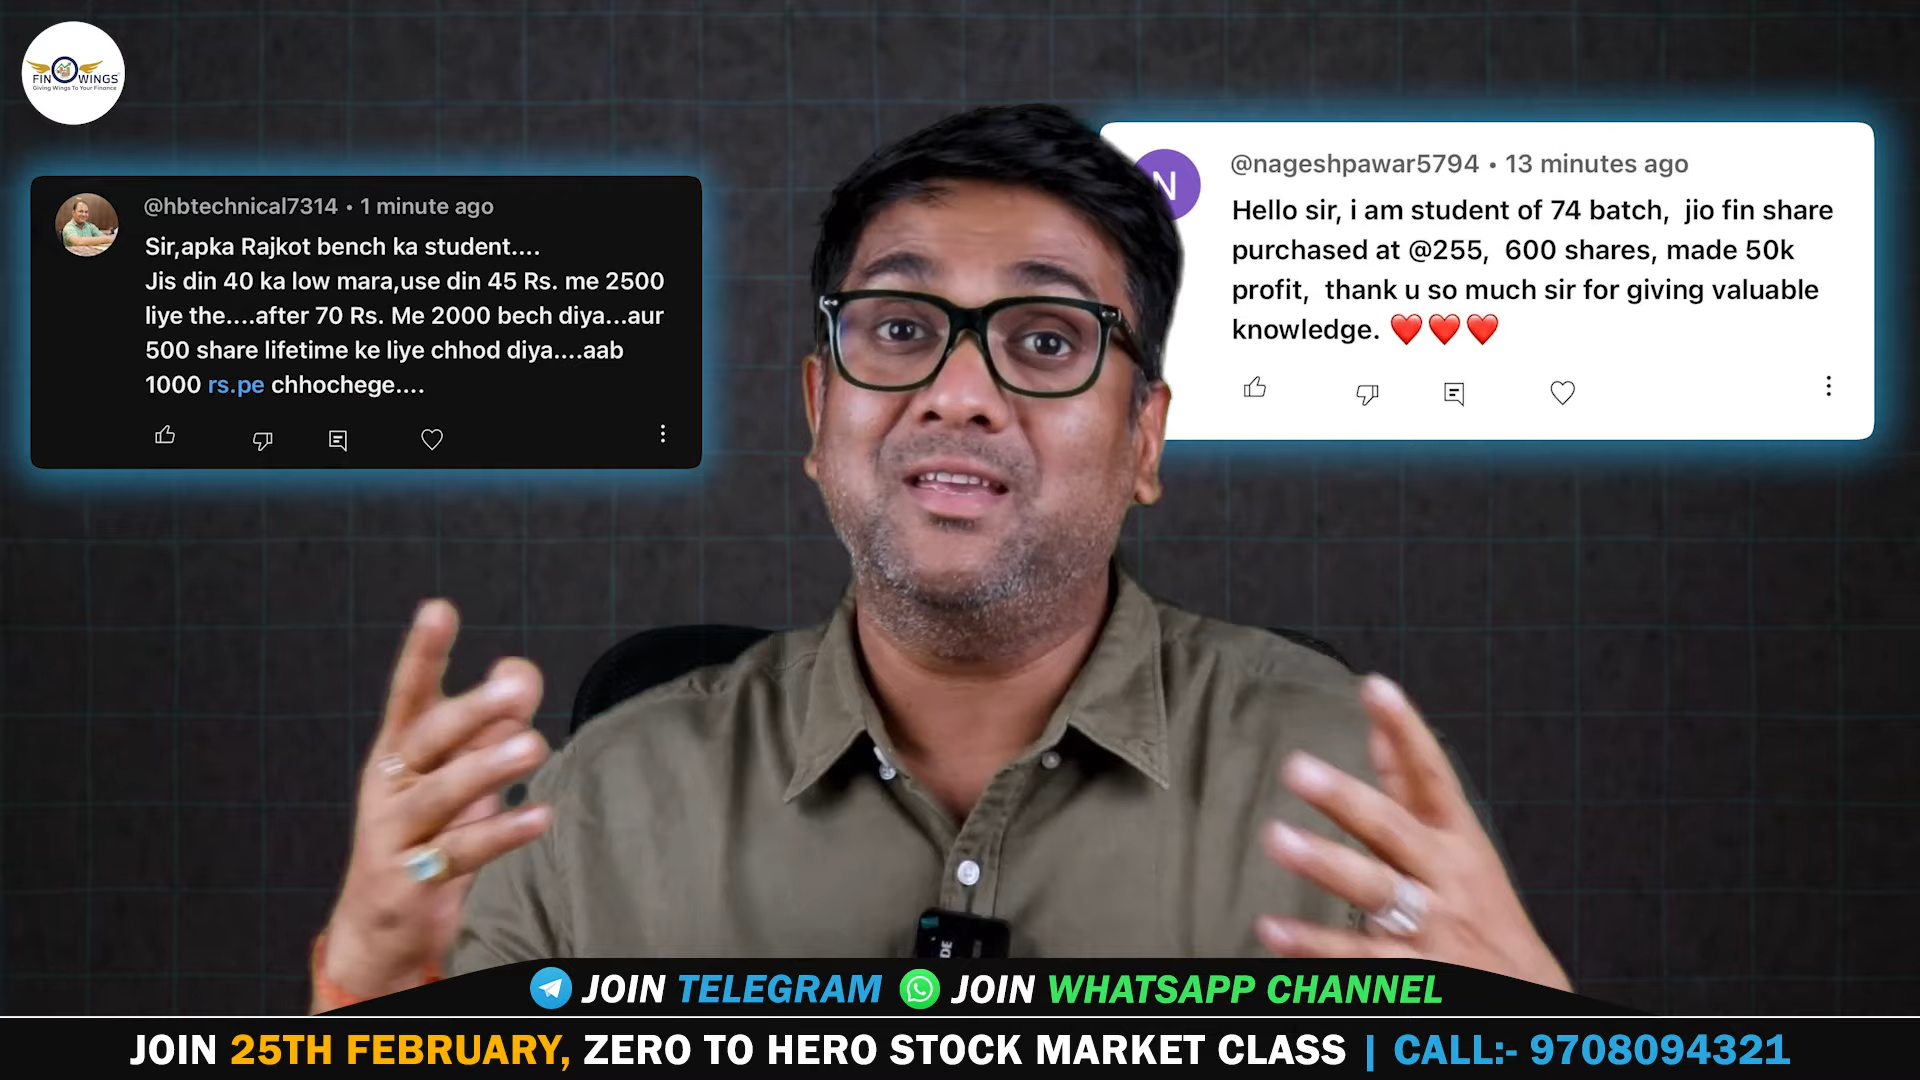 FINOWINGS
Giving Wings To Your Finance
@hbtechnical7314 • 1 minute ago
Sir,apka Rajkot bench ka student....
Jis din 40 ka low mara,use din 45 Rs. me 2500
liye the....after 70 Rs. Me 2000 bech diya...aur
500 share lifetime ke liye chhod diya....aab
1000 rs.pe chhochege....
N
@nageshpawar5794 • 13 minutes ago
Hello sir, i am student of 74 batch, jio fin share
purchased at @255, 600 shares, made 50k
profit, thank u so much sir for giving valuable
knowledge. ❤️❤️❤️
DE
JOIN TELEGRAM JOIN WHATSAPP CHANNEL
JOIN 25TH FEBRUARY, ZERO TO HERO STOCK MARKET CLASS | CALL:- 9708094321